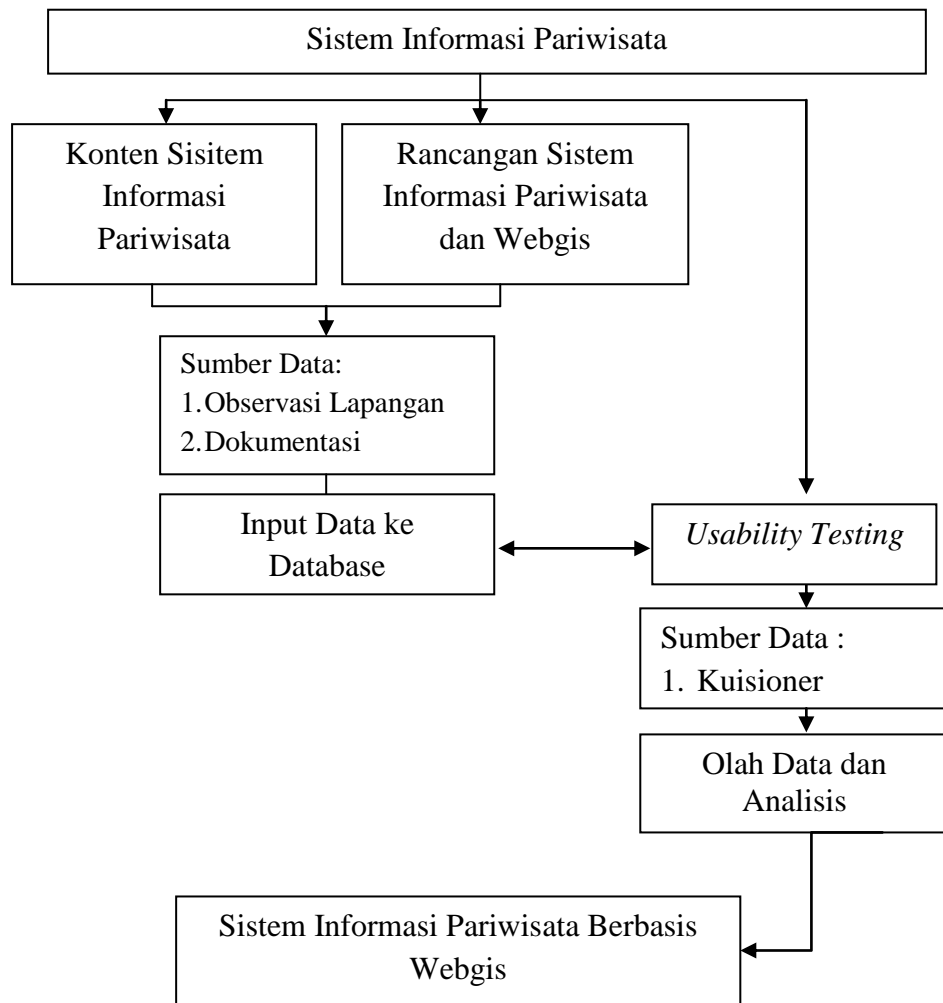 Sistem Informasi Pariwisata
Konten Sisitem
Informasi
Pariwisata
Rancangan Sistem
Informasi Pariwisata
dan Webgis
Sumber Data:
1.Observasi Lapangan
2.Dokumentasi
Input Data ke
Database
Usability Testing
Sumber Data :
1. Kuisioner
Olah Data dan
Analisis
Sistem Informasi Pariwisata Berbasis
Webgis